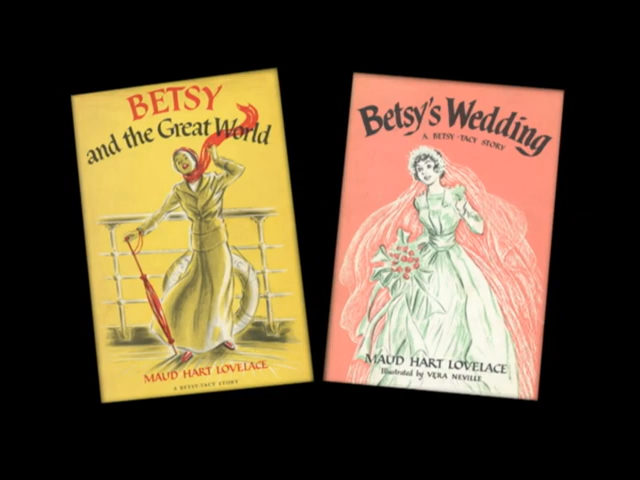 BETSY
and the Great World
MAUD HART LOVELACE
A BETSY-TACY STORY
Betsy's Wedding
A BETSY-TACY STORY
MAUD HART LOVELACE
Illustrated by VERA NEVILLE